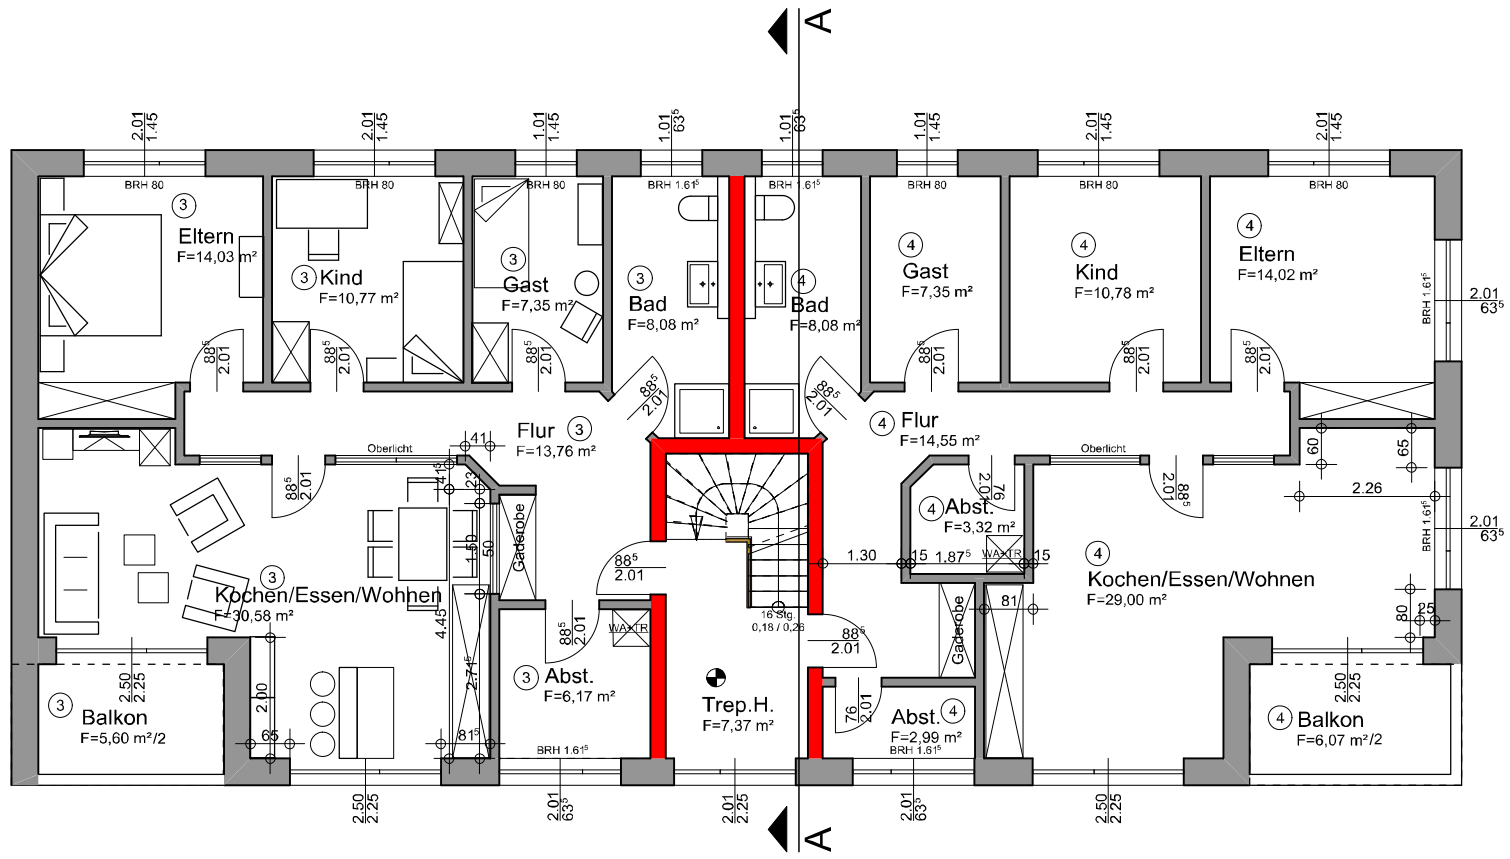 A
2.01
1.45
2.01
1.45
1.01
1.45
1.01
63⁵
1.01
63⁵
1.01
1.45
2.01
1.45
2.01
1.45
BRH 80
BRH 80
BRH 80
BRH 1.61⁵
BRH 1.61⁵
BRH 80
BRH 80
BRH 80
3
Eltern
F=14,03 m²
3
Kind
F=10,77 m²
3
Gast
F=7,35 m²
3
Bad
F=8,08 m²
4
Bad
F=8,08 m²
4
Gast
F=7,35 m²
4
Kind
F=10,78 m²
4
Eltern
F=14,02 m²
BRH 1.61⁵
2.01
63⁵
88⁵
2.01
88⁵
2.01
88⁵
2.01
88⁵
2.01
88⁵
2.01
88⁵
2.01
88⁵
2.01
88⁵
2.01
Flur
3
F=13,76 m²
4
Flur
F=14,55 m²
Oberlicht
Oberlicht
41
41⁵
23
88⁵
2.01
76
2.01
88⁵
2.01
60
65
2.26
BRH 1.61⁵
2.01
63⁵
Gaderobe
1.50
50
4
Abst.
F=3,32 m²
WA+TR
1.30
15
1.87⁵
15
88⁵
2.01
3
Kochen/Essen/Wohnen
F=30,58 m²
4
Kochen/Essen/Wohnen
F=29,00 m²
4.45
2.71⁵
88⁵
2.01
WA+TR
16 Stg.
0,18 / 0,26
88⁵
2.01
Gaderobe
81
80
25
3
Abst.
F=6,17 m²
Trep.H.
F=7,37 m²
76
2.01
Abst.
4
F=2,99 m²
BRH 1.61⁵
BRH 1.61⁵
2.50
2.25
3
Balkon
F=5,60 m²/2
2.00
65
81⁵
2.50
2.25
4
Balkon
F=6,07 m²/2
2.50
2.25
2.01
63⁵
2.01
2.25
2.01
63⁵
2.50
2.25
A